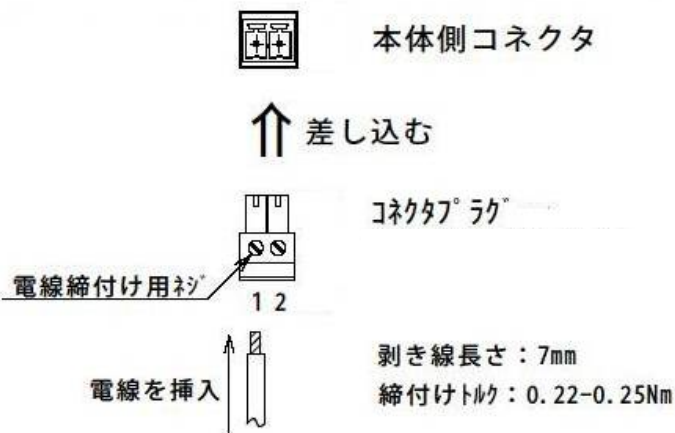 本体側コネクタ
差し込む
コネクタプラグ
電線締付け用ネジ
1 2
電線を挿入
剥き線長さ：7mm
締付けトルク：0.22-0.25Nm